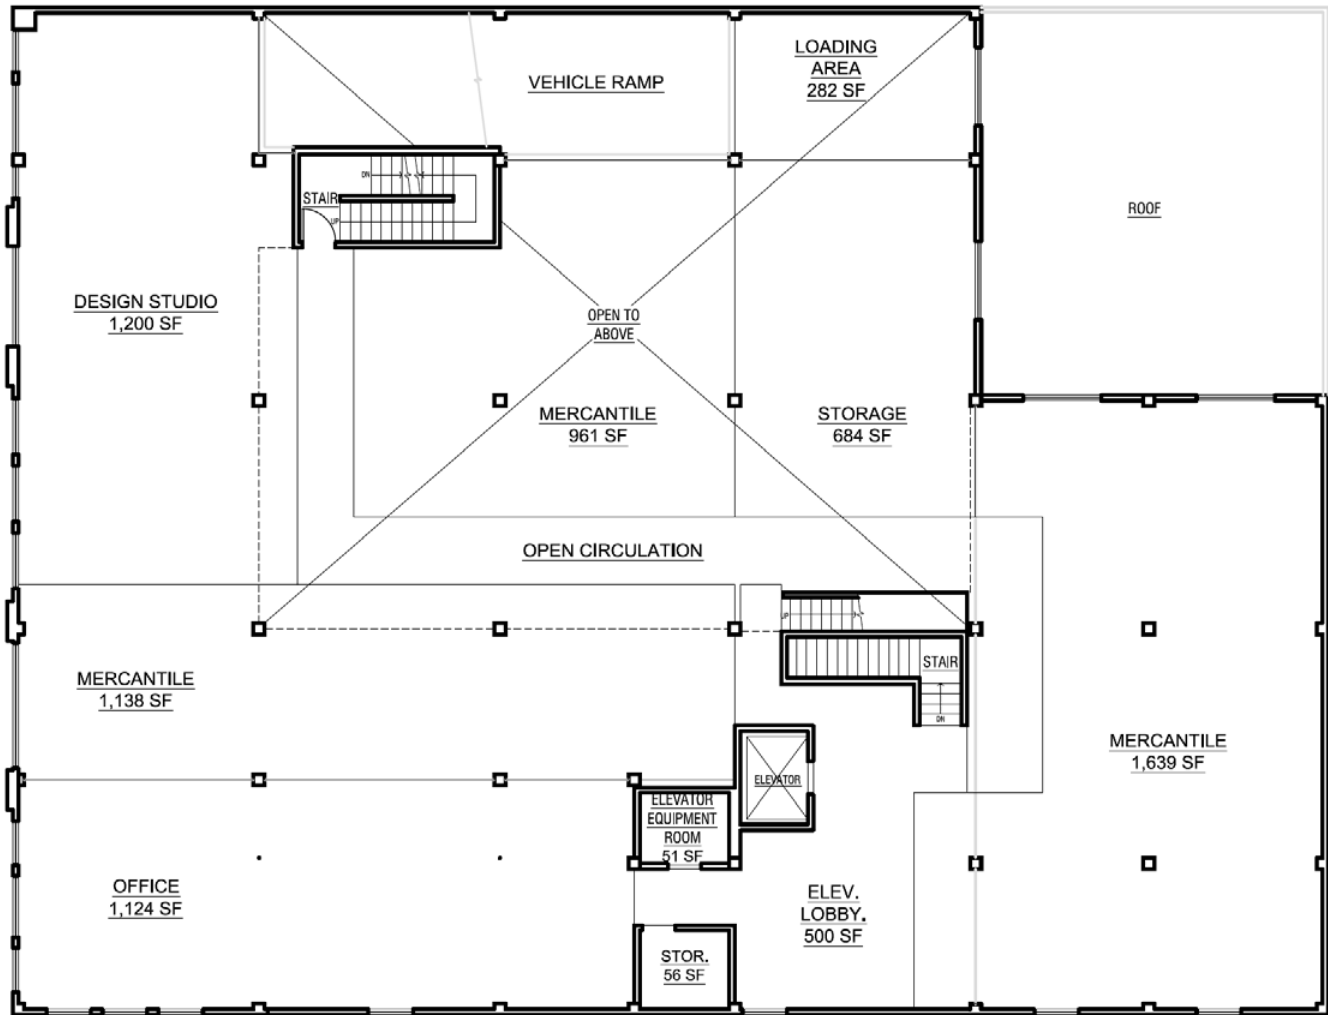 LOADING
AREA
282 SF
VEHICLE RAMP
DN
STAIR
UP
ROOF
DESIGN STUDIO
1,200 SF
OPEN TO
ABOVE
MERCANTILE
961 SF
STORAGE
684 SF
OPEN CIRCULATION
UP
STAIR
DN
MERCANTILE
1,138 SF
MERCANTILE
1,639 SF
ELEVATOR
ELEVATOR
EQUIPMENT
ROOM
51 SF
OFFICE
1,124 SF
ELEV.
LOBBY.
500 SF
STOR.
56 SF